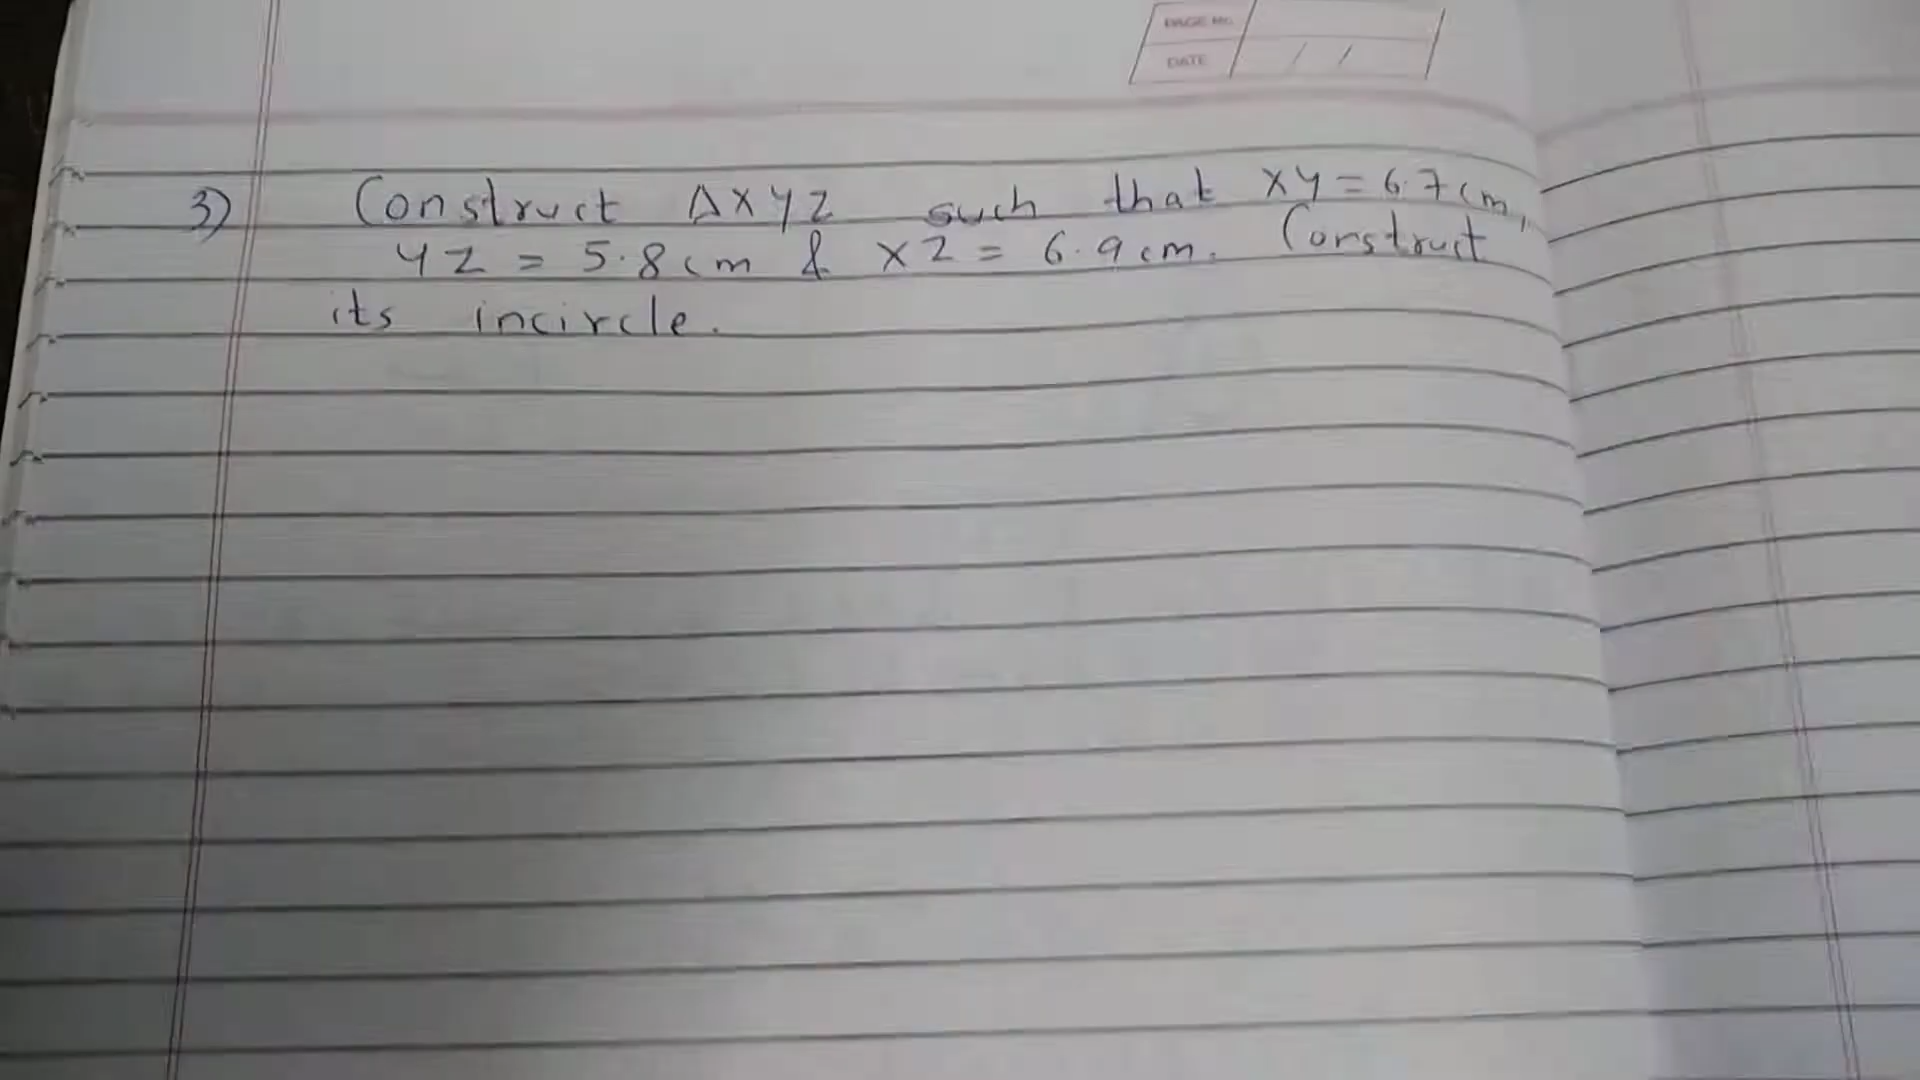 PAGE No.
DATE / /
3) Construct ΔXYZ such that XY = 6.7cm,
YZ = 5.8cm & XZ = 6.9cm. Construct
its incircle.